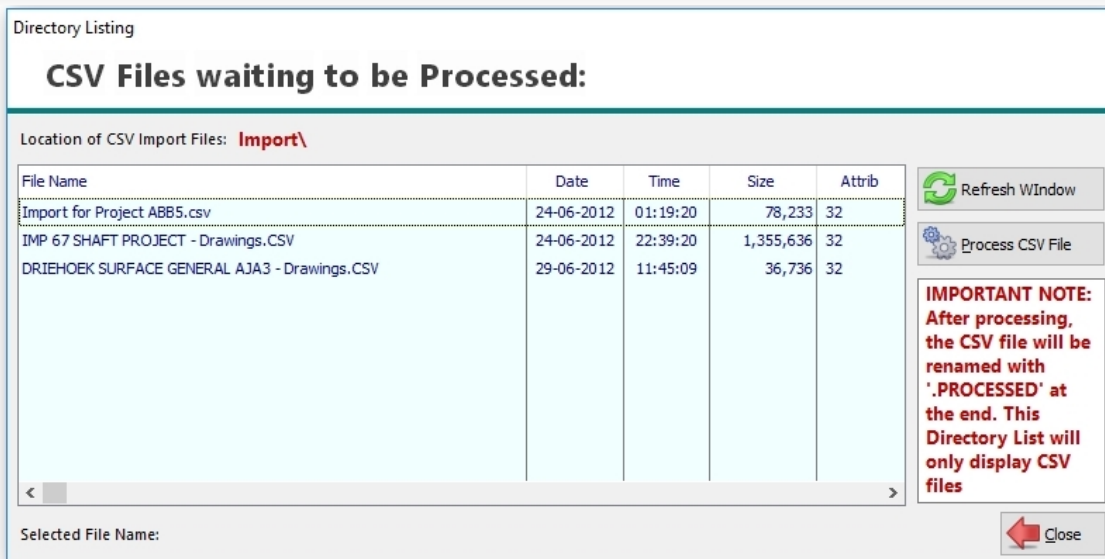 Directory Listing
CSV Files waiting to be Processed:
Location of CSV Import Files: Import\
File Name Date Time Size Attrib
Import for Project ABB5.csv 24-06-2012 01:19:20 78,233 32
IMP 67 SHAFT PROJECT - Drawings.CSV 24-06-2012 22:39:20 1,355,636 32
DRIEHOEK SURFACE GENERAL AJA3 - Drawings.CSV 29-06-2012 11:45:09 36,736 32
Refresh WIndow
Process CSV File
IMPORTANT NOTE:
After processing,
the CSV file will be
renamed with
'.PROCESSED' at
the end. This
Directory List will
only display CSV
files
Selected File Name:
Close